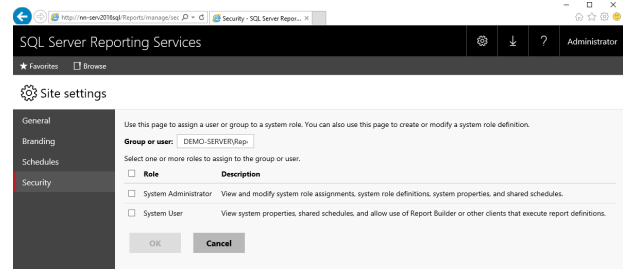 http://nn-serv2016sql/Reports/manage/sec
Security - SQL Server Repor...
SQL Server Reporting Services
Administrator
Favorites
Browse
Site settings
General
Branding
Schedules
Security
Use this page to assign a user or group to a system role. You can also use this page to create or modify a system role definition.
Group or user: DEMO-SERVER\Rep
Select one or more roles to assign to the group or user.
Role Description
System Administrator View and modify system role assignments, system role definitions, system properties, and shared schedules.
System User View system properties, shared schedules, and allow use of Report Builder or other clients that execute report definitions.
OK Cancel